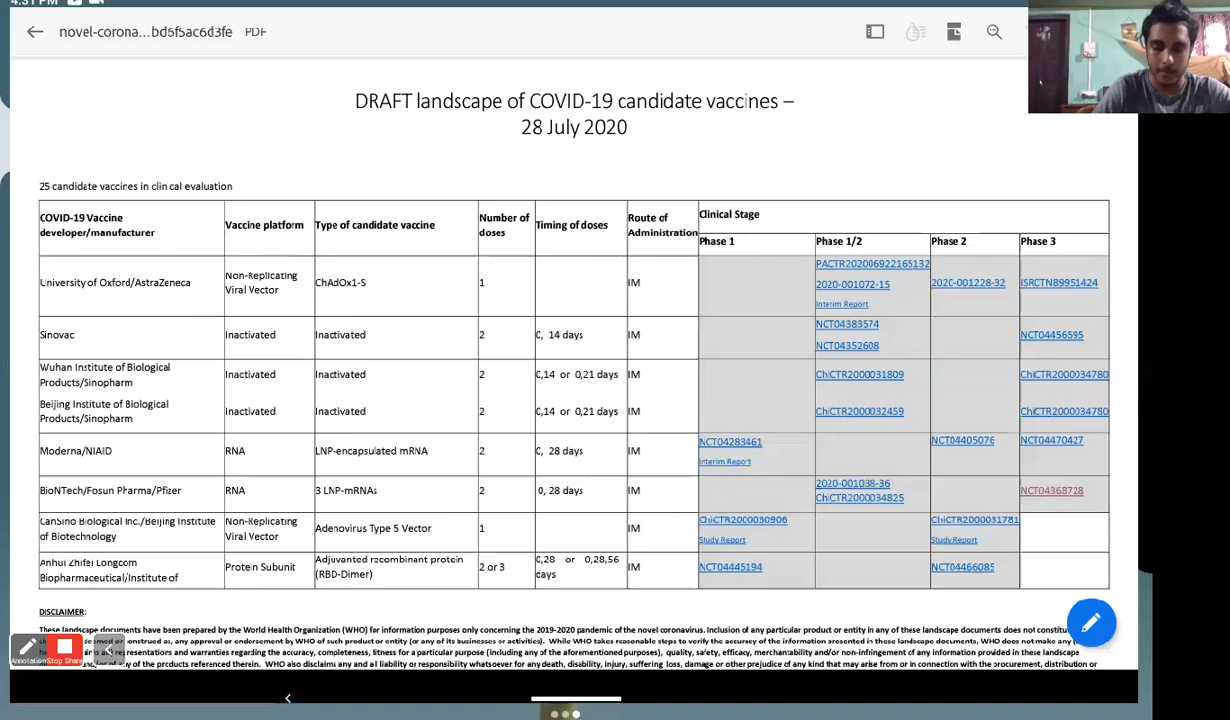 4:31 PM
novel-corona...bd6f5ac6d3fe PDF
DRAFT landscape of COVID-19 candidate vaccines –
28 July 2020
25 candidate vaccines in clinical evaluation
COVID-19 Vaccine developer/manufacturer Vaccine platform Type of candidate vaccine Number of doses Timing of doses Route of Administration Clinical Stage
Phase 1 Phase 1/2 Phase 2 Phase 3
University of Oxford/AstraZeneca Non-Replicating Viral Vector ChAdOx1-S 1 IM PACTR202006922165132 2020-001072-15 Interim Report 2020-001228-32 ISRCTN89951424
Sinovac Inactivated Inactivated 2 0, 14 days IM NCT04383574 NCT04352608 NCT04456595
Wuhan Institute of Biological Products/Sinopharm Inactivated Inactivated 2 0,14 or 0,21 days IM ChiCTR2000031809 ChiCTR2000034780
Beijing Institute of Biological Products/Sinopharm Inactivated Inactivated 2 0,14 or 0,21 days IM ChiCTR2000032459 ChiCTR2000034780
Moderna/NIAID RNA LNP-encapsulated mRNA 2 0, 28 days IM NCT04283461 Interim Report NCT04405076 NCT04470427
BioNTech/Fosun Pharma/Pfizer RNA 3 LNP-mRNAs 2 0, 28 days IM 2020-001038-36 ChiCTR2000034825 NCT04368728
CanSino Biological Inc./Beijing Institute of Biotechnology Non-Replicating Viral Vector Adenovirus Type 5 Vector 1 IM ChiCTR2000030906 Study Report ChiCTR2000031781 Study Report
Anhui Zhifei Longcom Biopharmaceutical/Institute of Protein Subunit Adjuvanted recombinant protein (RBD-Dimer) 2 or 3 0,28 or 0,28,56 days IM NCT04445194 NCT04466085
DISCLAIMER:
These landscape documents have been prepared by the World Health Organization (WHO) for information purposes only concerning the 2019-2020 pandemic of the novel coronavirus. Inclusion of any particular product or entity in any of these landscape documents does not constitut
or construed as, any approval or endorsement by WHO of such product or entity (or any of its businesses or activities). While WHO takes reasonable steps to verify the accuracy of the information presented in these landscape documents, WHO does not make any (
and representations and warranties regarding the accuracy, completeness, fitness for a particular purpose (including any of the aforementioned purposes), quality, safety, efficacy, merchantability and/or non-infringement of any information provided in these landscape
any of the products referenced therein. WHO also disclaims any and all liability or responsibility whatsoever for any death, disability, injury, suffering, loss, damage or other prejudice of any kind that may arise from or in connection with the procurement, distribution or
Annotation Stop Share